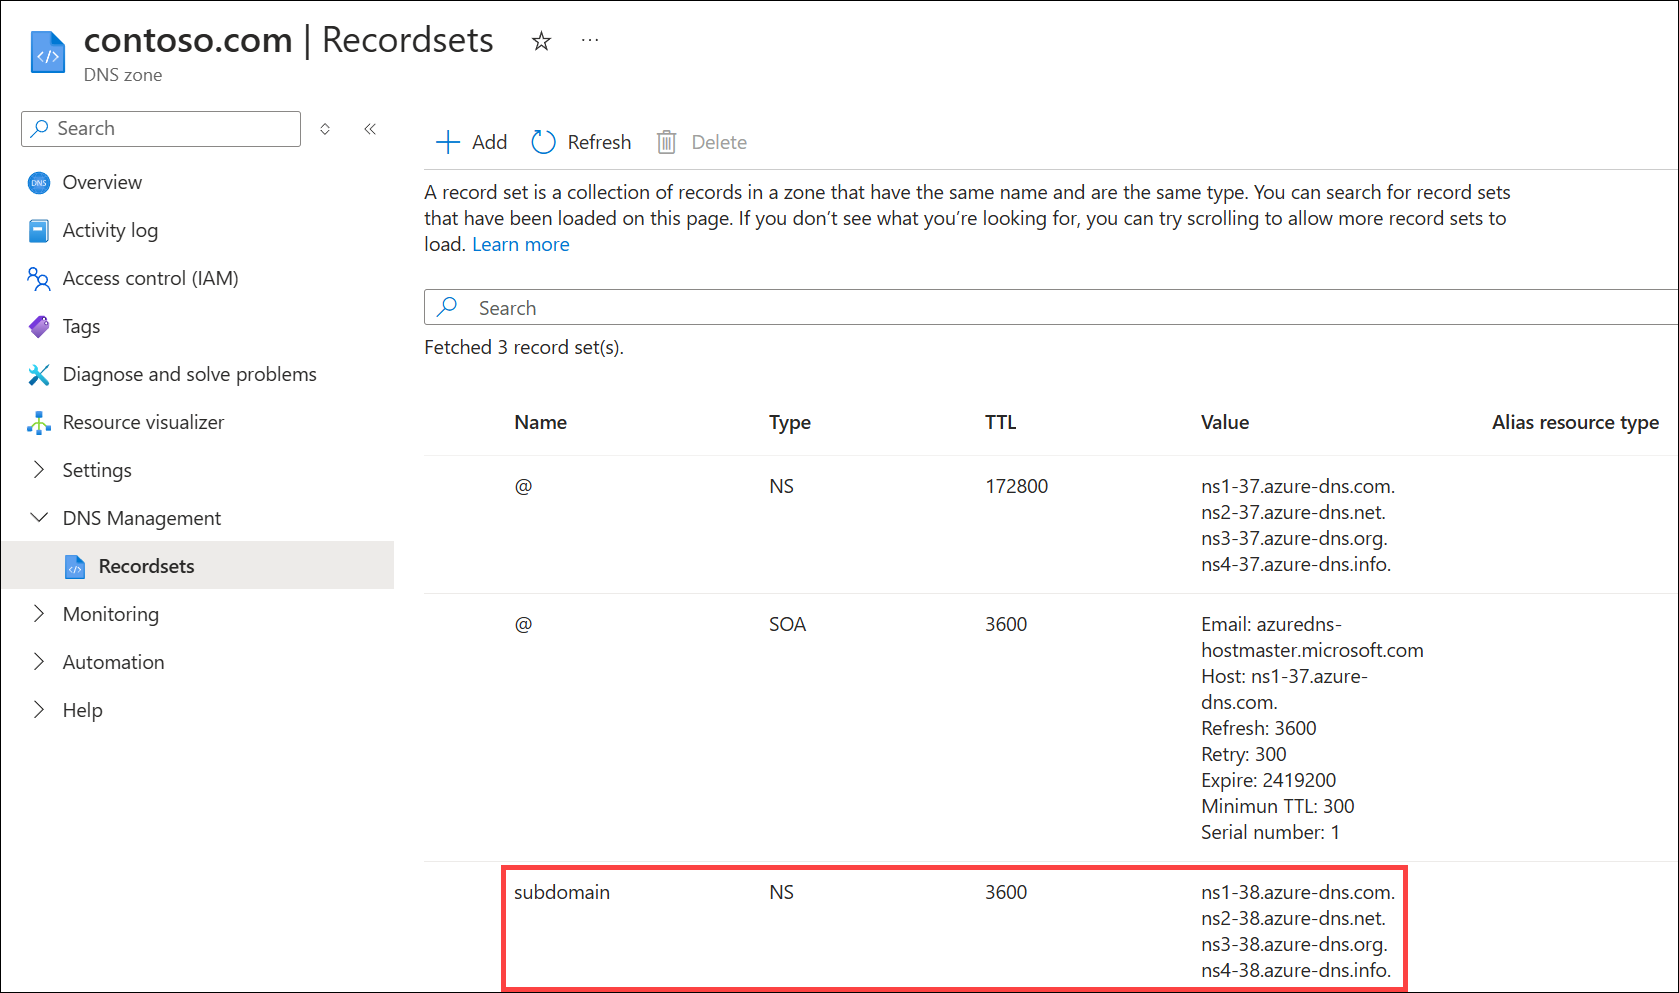 contoso.com | Recordsets
DNS zone
Search
DNS
Overview
Activity log
Access control (IAM)
Tags
Diagnose and solve problems
Resource visualizer
Settings
DNS Management
Recordsets
Monitoring
Automation
Help
Add Refresh Delete
A record set is a collection of records in a zone that have the same name and are the same type. You can search for record sets
that have been loaded on this page. If you don’t see what you’re looking for, you can try scrolling to allow more record sets to
load. Learn more
Search
Fetched 3 record set(s).
Name Type TTL Value Alias resource type
@ NS 172800 ns1-37.azure-dns.com.
ns2-37.azure-dns.net.
ns3-37.azure-dns.org.
ns4-37.azure-dns.info.
@ SOA 3600 Email: azuredns-
hostmaster.microsoft.com
Host: ns1-37.azure-
dns.com.
Refresh: 3600
Retry: 300
Expire: 2419200
Minimun TTL: 300
Serial number: 1
subdomain NS 3600 ns1-38.azure-dns.com.
ns2-38.azure-dns.net.
ns3-38.azure-dns.org.
ns4-38.azure-dns.info.